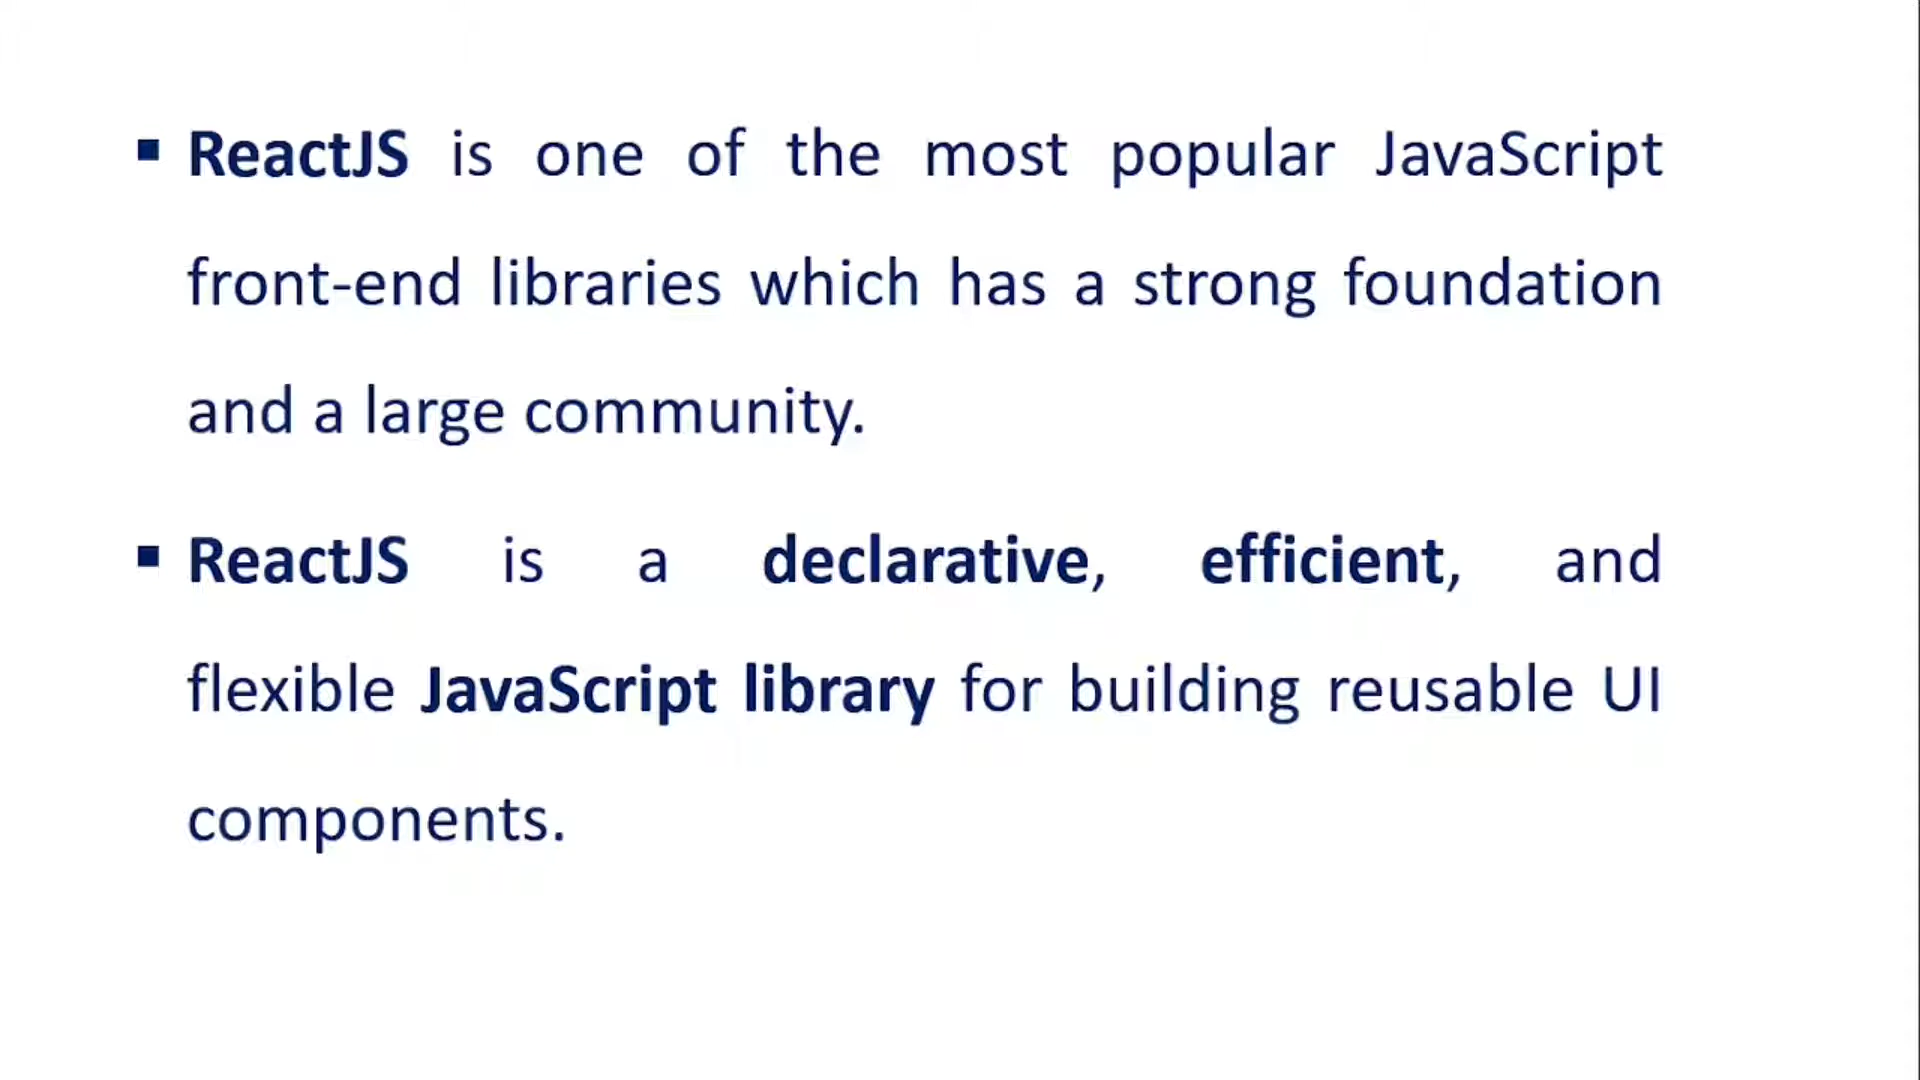 ▪ ReactJS is one of the most popular JavaScript
front-end libraries which has a strong foundation
and a large community.
▪ ReactJS is a declarative, efficient, and
flexible JavaScript library for building reusable UI
components.